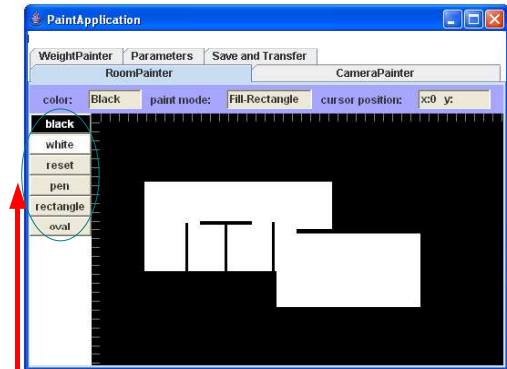 PaintApplication
WeightPainter Parameters Save and Transfer
RoomPainter CameraPainter
color: Black paint mode: Fill-Rectangle cursor position: x:0 y:
black
white
reset
pen
rectangle
oval